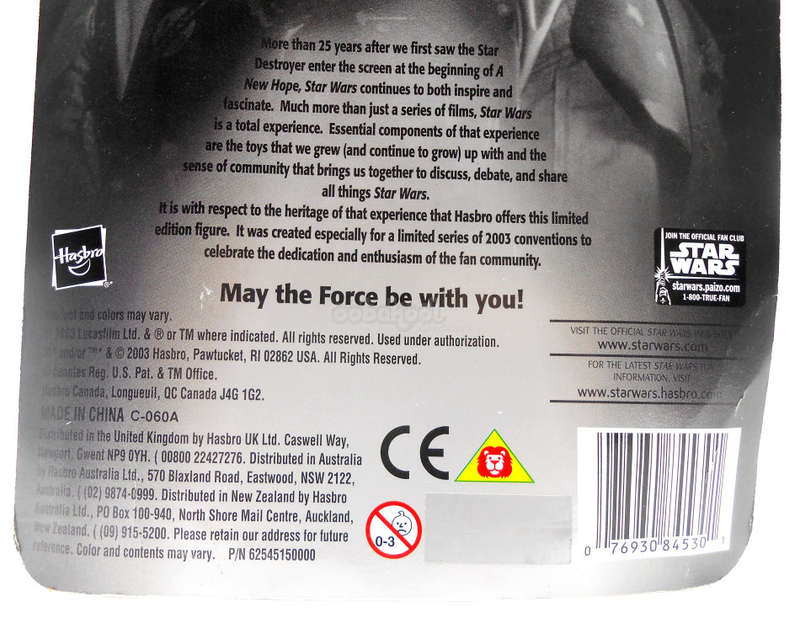 More than 25 years after we first saw the Star
Destroyer enter the screen at the beginning of A
New Hope, Star Wars continues to both inspire and
fascinate. Much more than just a series of films, Star Wars
is a total experience. Essential components of that experience
are the toys that we grew (and continue to grow) up with and the
sense of community that brings us together to discuss, debate, and share
all things Star Wars.
It is with respect to the heritage of that experience that Hasbro offers this limited
edition figure. It was created especially for a limited series of 2003 conventions to
celebrate the dedication and enthusiasm of the fan community.
May the Force be with you!
Hasbro
JOIN THE OFFICIAL FAN CLUB
STAR
WARS
starwars.paizo.com
1-800-TRUE-FAN
and colors may vary.
2003 Lucasfilm Ltd. & ® or TM where indicated. All rights reserved. Used under authorization.
and/or ™* & © 2003 Hasbro, Pawtucket, RI 02862 USA. All Rights Reserved.
Reg. U.S. Pat. & TM Office.
Hasbro Canada, Longueuil, QC Canada J4G 1G2.
MADE IN CHINA C-060A
Distributed in the United Kingdom by Hasbro UK Ltd. Caswell Way,
Newport, Gwent NP9 0YH. ( 00800 22427276. Distributed in Australia
by Hasbro Australia Ltd., 570 Blaxland Road, Eastwood, NSW 2122,
Australia. ( (02) 9874-0999. Distributed in New Zealand by Hasbro
Australia Ltd., PO Box 100-940, North Shore Mail Centre, Auckland,
New Zealand. ( (09) 915-5200. Please retain our address for future
reference. Color and contents may vary. P/N 62545150000
VISIT THE OFFICIAL STAR WARS WEB SITE
www.starwars.com
FOR THE LATEST STAR WARS TOY
INFORMATION, VISIT
www.starwars.hasbro.com
CE
0-3
0 76930 84530 1